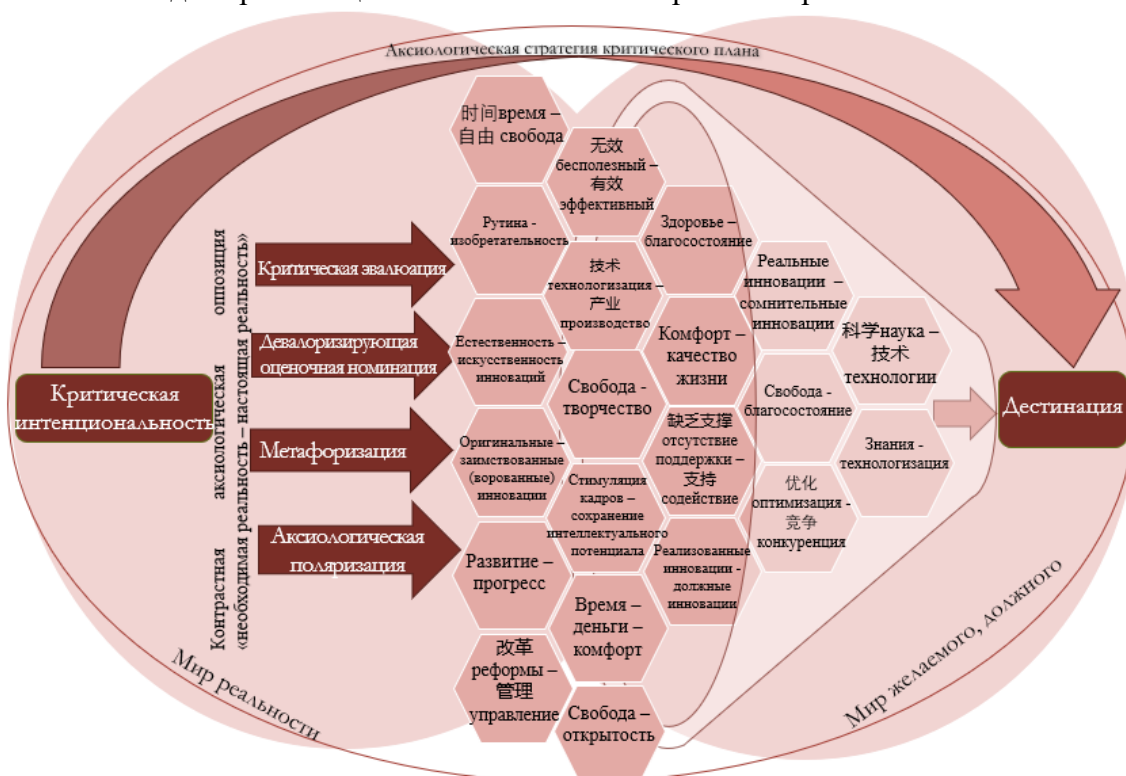 Аксиологическая стратегия критического плана
时间время –
自由 свобода
无效
бесполезный –
有效
эффективный
Рутина -
изобретательность
Здоровье –
благосостояние
技术
технологизация –
产业
производство
Реальные
инновации –
сомнительные
инновации
科学наука –
技术
технологии
Естественность –
искусственность
инноваций
Комфорт –
качество
жизни
Свобода -
творчество
Свобода -
благосостояние
Оригинальные –
заимствованные
(ворованные)
инновации
缺乏支撑
отсутствие
поддержки –
支持
содействие
Знания -
технологизация
Стимуляция
кадров –
сохранение
интеллектуального
потенциала
优化
оптимизация -
竞争
конкуренция
Развитие –
прогресс
Реализованные
инновации -
должные
инновации
Время –
деньги –
комфорт
改革
реформы –
管理
управление
Свобода –
открытость
Критическая
интенциональность
Контрастная аксиологическая оппозиция
«необходимая реальность – настоящая реальность»
Критическая эвалюация
Девалоризирующая
оценочная номинация
Метафоризация
Аксиологическая
поляризация
Дестинация
Мир реальности
Мир желаемого, должного